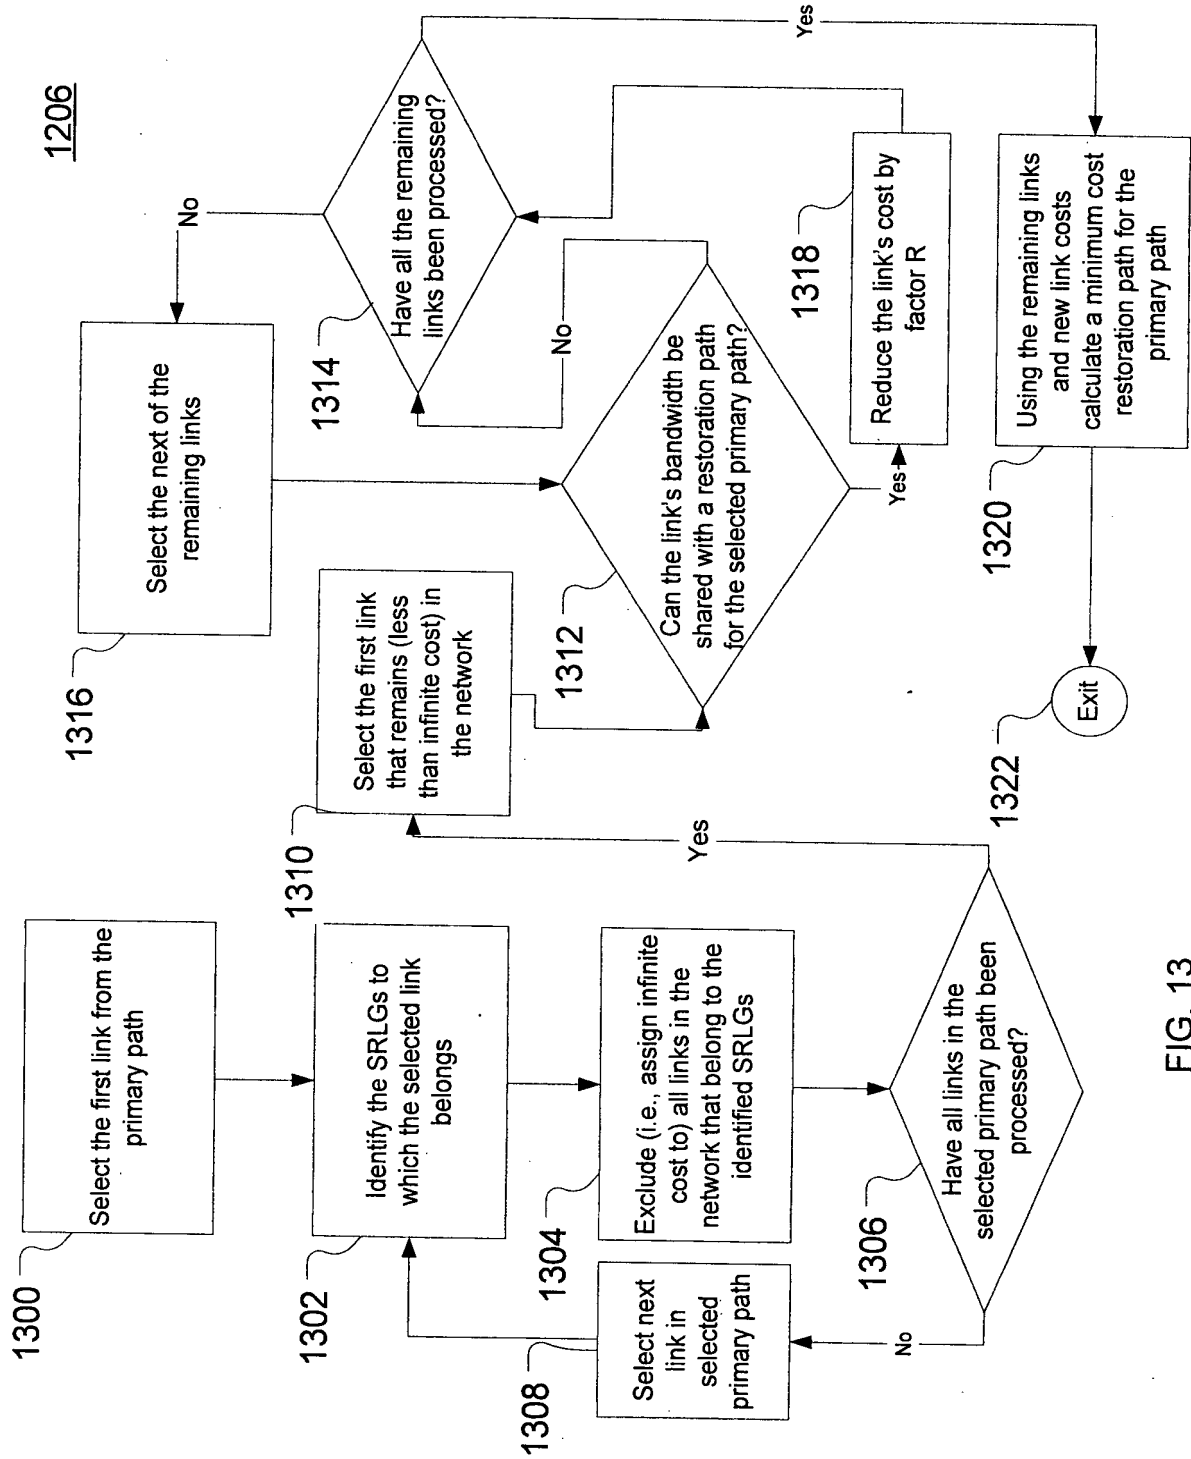 1206
1300
Select the first link from the
primary path
1302
Identify the SRLGs to
which the selected link
belongs
1304
Exclude (i.e., assign infinite
cost to) all links in the
network that belong to the
identified SRLGs
1306
Have all links in the
selected primary path been
processed?
No
Yes
1308
Select next
link in
selected
primary path
1310
Select the first link
that remains (less
than infinite cost) in
the network
1312
Can the link's bandwidth be
shared with a restoration path
for the selected primary path?
No
Yes
1314
Have all the remaining
links been processed?
No
Yes
1316
Select the next of the
remaining links
1318
Reduce the link's cost by
factor R
1320
Using the remaining links
and new link costs
calculate a minimum cost
restoration path for the
primary path
1322
Exit
FIG. 13